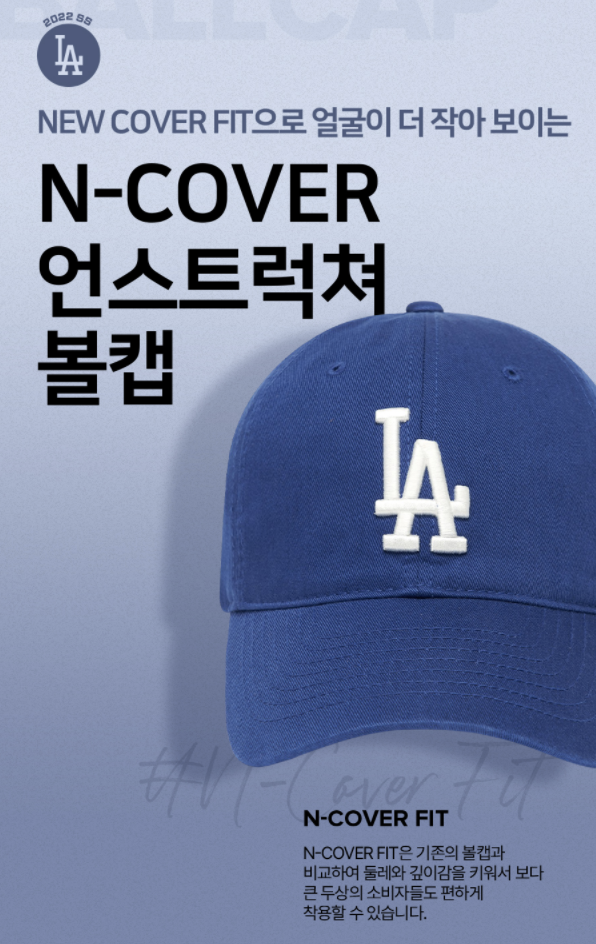 BALLCAP
2022 SS
LA
NEW COVER FIT으로 얼굴이 더 작아 보이는
N-COVER
언스트럭쳐
볼캡
LA
#N-Cover Fit
N-COVER FIT
N-COVER FIT은 기존의 볼캡과
비교하여 둘레와 깊이감을 키워서 보다
큰 두상의 소비자들도 편하게
착용할 수 있습니다.